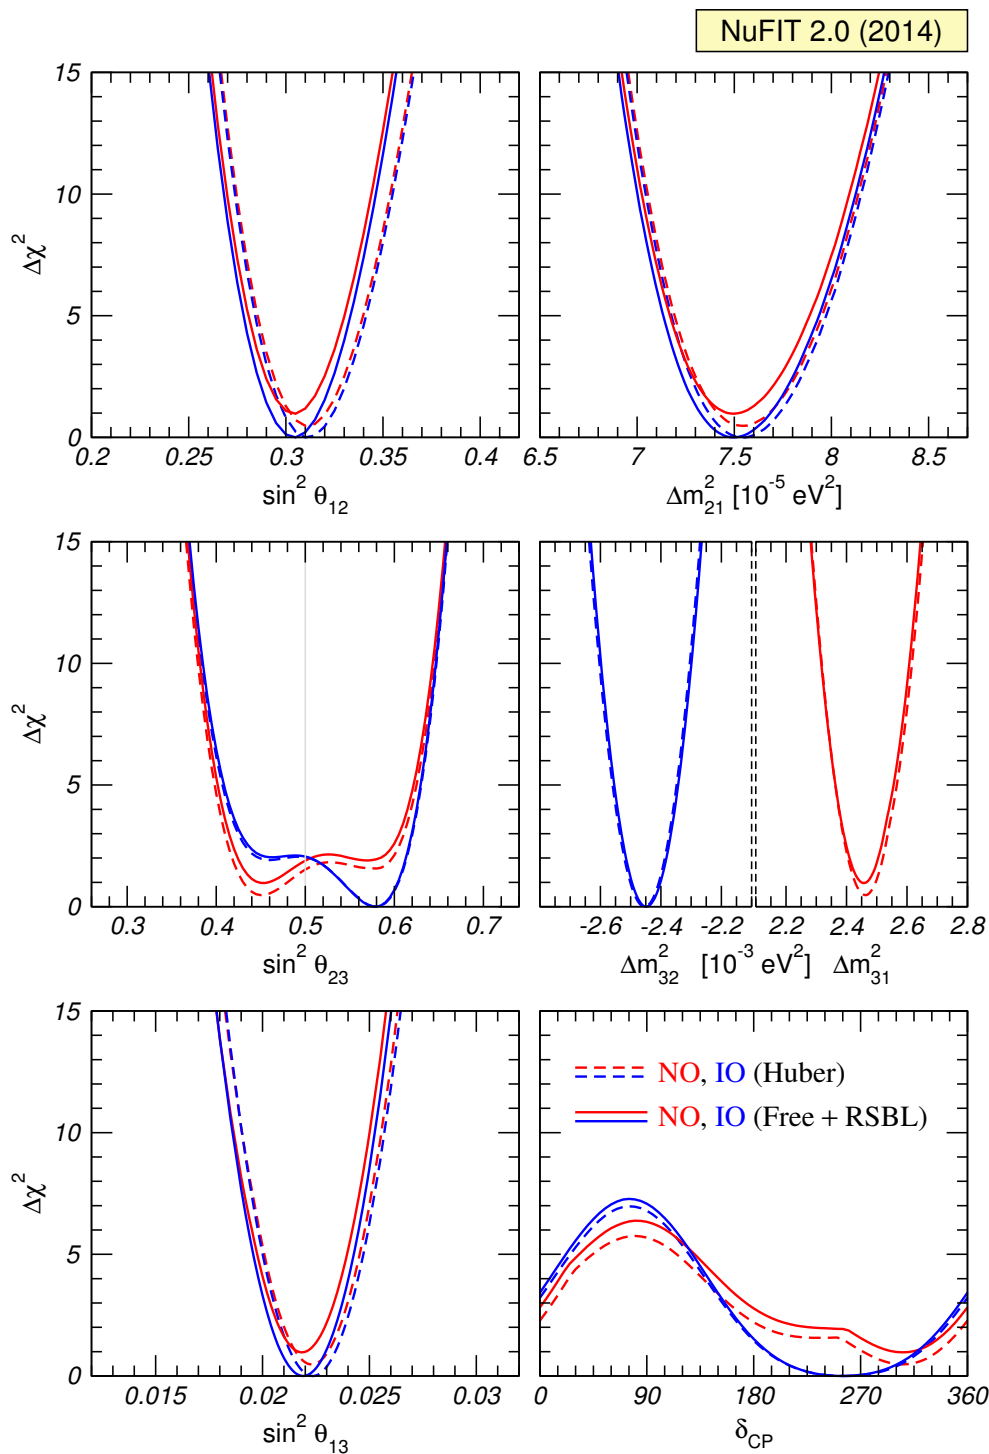 NuFIT 2.0 (2014)
15
10
5
0
Δχ²
0.2 0.25 0.3 0.35 0.4
sin² θ₁₂
6.5 7 7.5 8 8.5
Δm²₂₁ [10⁻⁵ eV²]
15
10
5
0
Δχ²
0.3 0.4 0.5 0.6 0.7
sin² θ₂₃
-2.6 -2.4 -2.2 2.2 2.4 2.6 2.8
Δm²₃₂ [10⁻³ eV²] Δm²₃₁
15
10
5
0
Δχ²
0.015 0.02 0.025 0.03
sin² θ₁₃
NO, IO (Huber)
NO, IO (Free + RSBL)
0 90 180 270 360
δCP